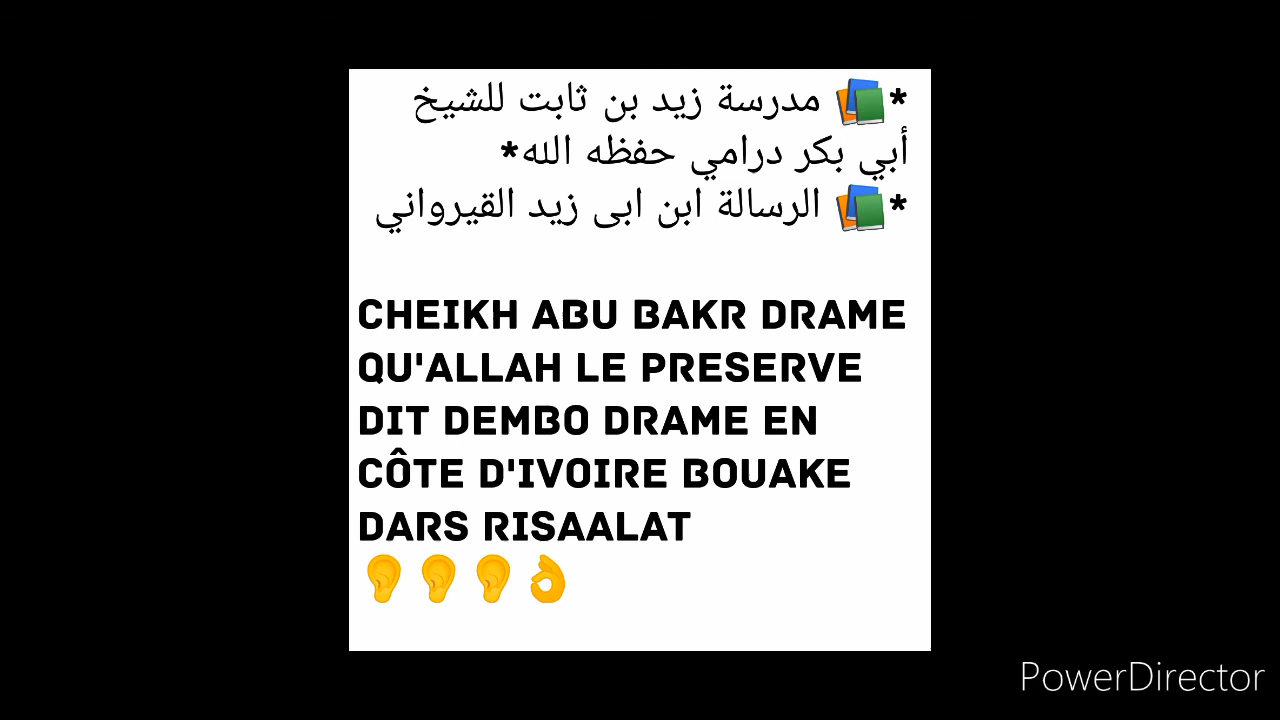 *📚 مدرسة زيد بن ثابت للشيخ
أبي بكر درامي حفظه الله*
*📚 الرسالة ابن ابى زيد القيرواني
CHEIKH ABU BAKR DRAME
QU'ALLAH LE PRESERVE
DIT DEMBO DRAME EN
CÔTE D'IVOIRE BOUAKE
DARS RISAALAT
👂👂👂👌
PowerDirector